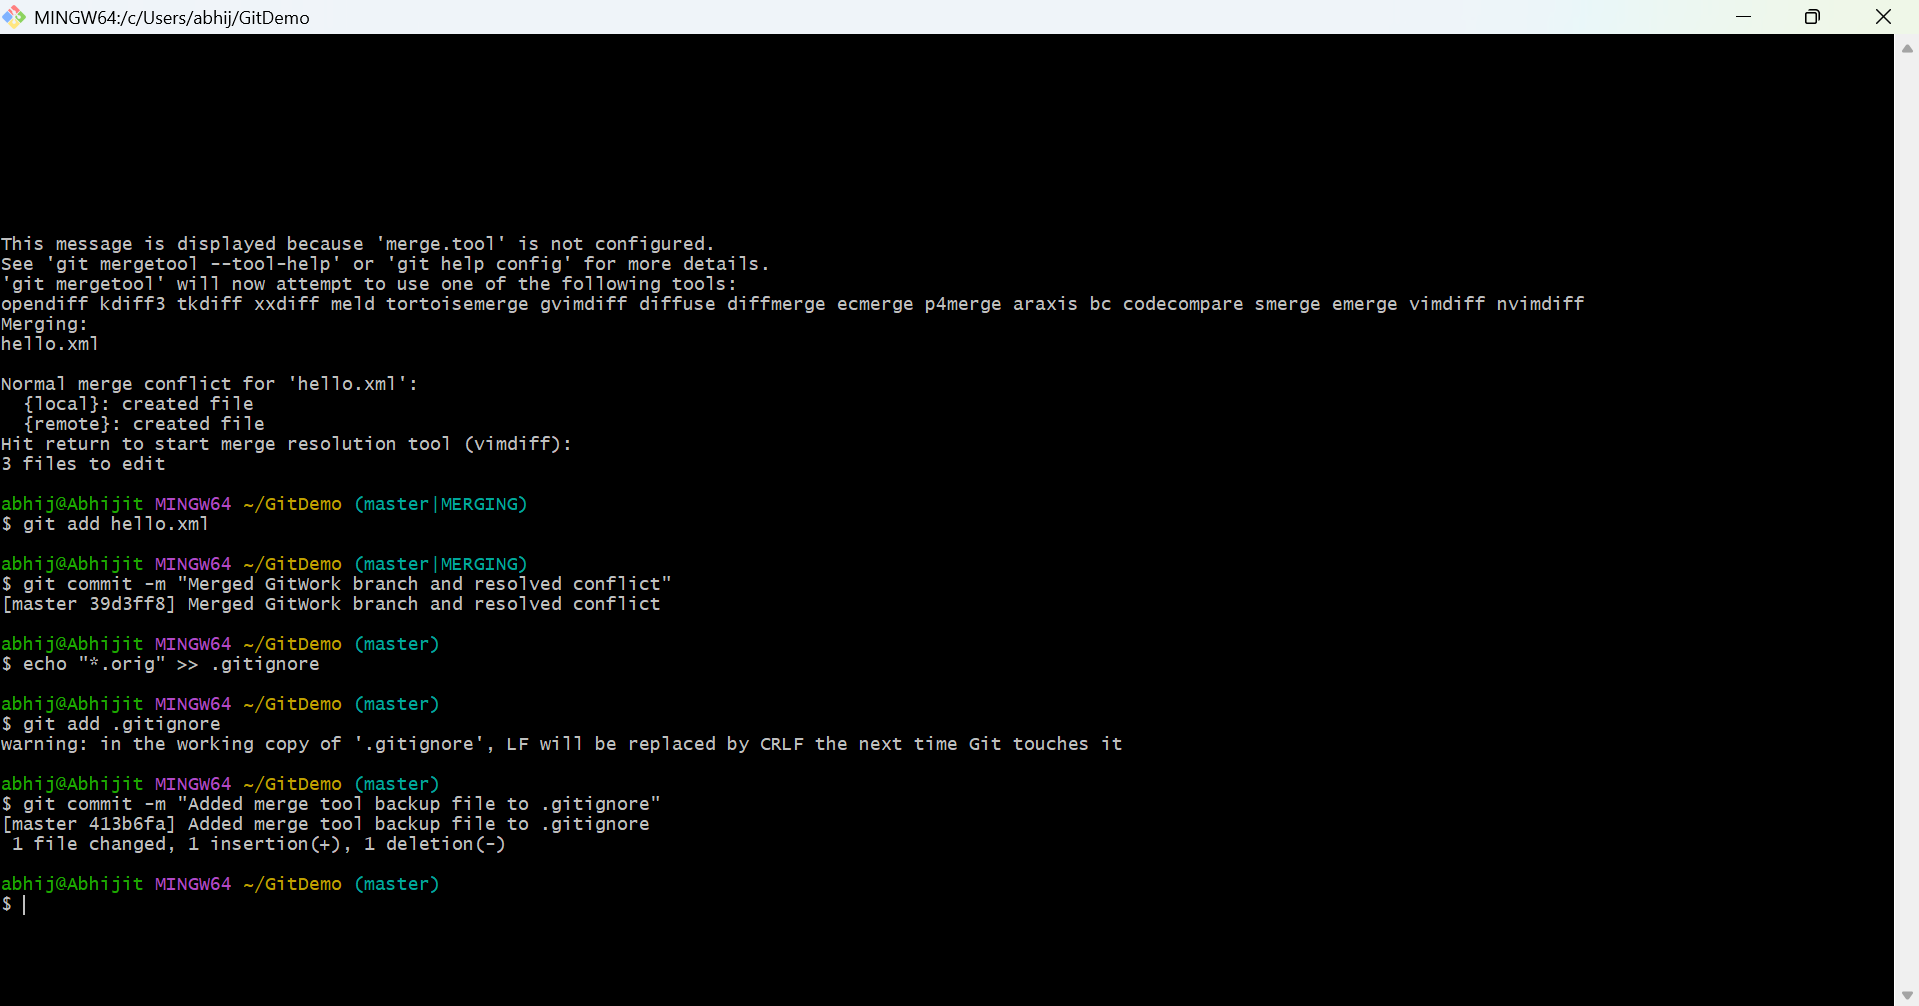 MINGW64:/c/Users/abhij/GitDemo
This message is displayed because 'merge.tool' is not configured.
See 'git mergetool --tool-help' or 'git help config' for more details.
'git mergetool' will now attempt to use one of the following tools:
opendiff kdiff3 tkdiff xxdiff meld tortoisemerge gvimdiff diffuse diffmerge ecmerge p4merge araxis bc codecompare smerge emerge vimdiff nvimdiff
Merging:
hello.xml
Normal merge conflict for 'hello.xml':
  {local}: created file
  {remote}: created file
Hit return to start merge resolution tool (vimdiff):
3 files to edit
abhij@Abhijit MINGW64 ~/GitDemo (master|MERGING)
$ git add hello.xml
abhij@Abhijit MINGW64 ~/GitDemo (master|MERGING)
$ git commit -m "Merged GitWork branch and resolved conflict"
[master 39d3ff8] Merged GitWork branch and resolved conflict
abhij@Abhijit MINGW64 ~/GitDemo (master)
$ echo "*.orig" >> .gitignore
abhij@Abhijit MINGW64 ~/GitDemo (master)
$ git add .gitignore
warning: in the working copy of '.gitignore', LF will be replaced by CRLF the next time Git touches it
abhij@Abhijit MINGW64 ~/GitDemo (master)
$ git commit -m "Added merge tool backup file to .gitignore"
[master 413b6fa] Added merge tool backup file to .gitignore
 1 file changed, 1 insertion(+), 1 deletion(-)
abhij@Abhijit MINGW64 ~/GitDemo (master)
$